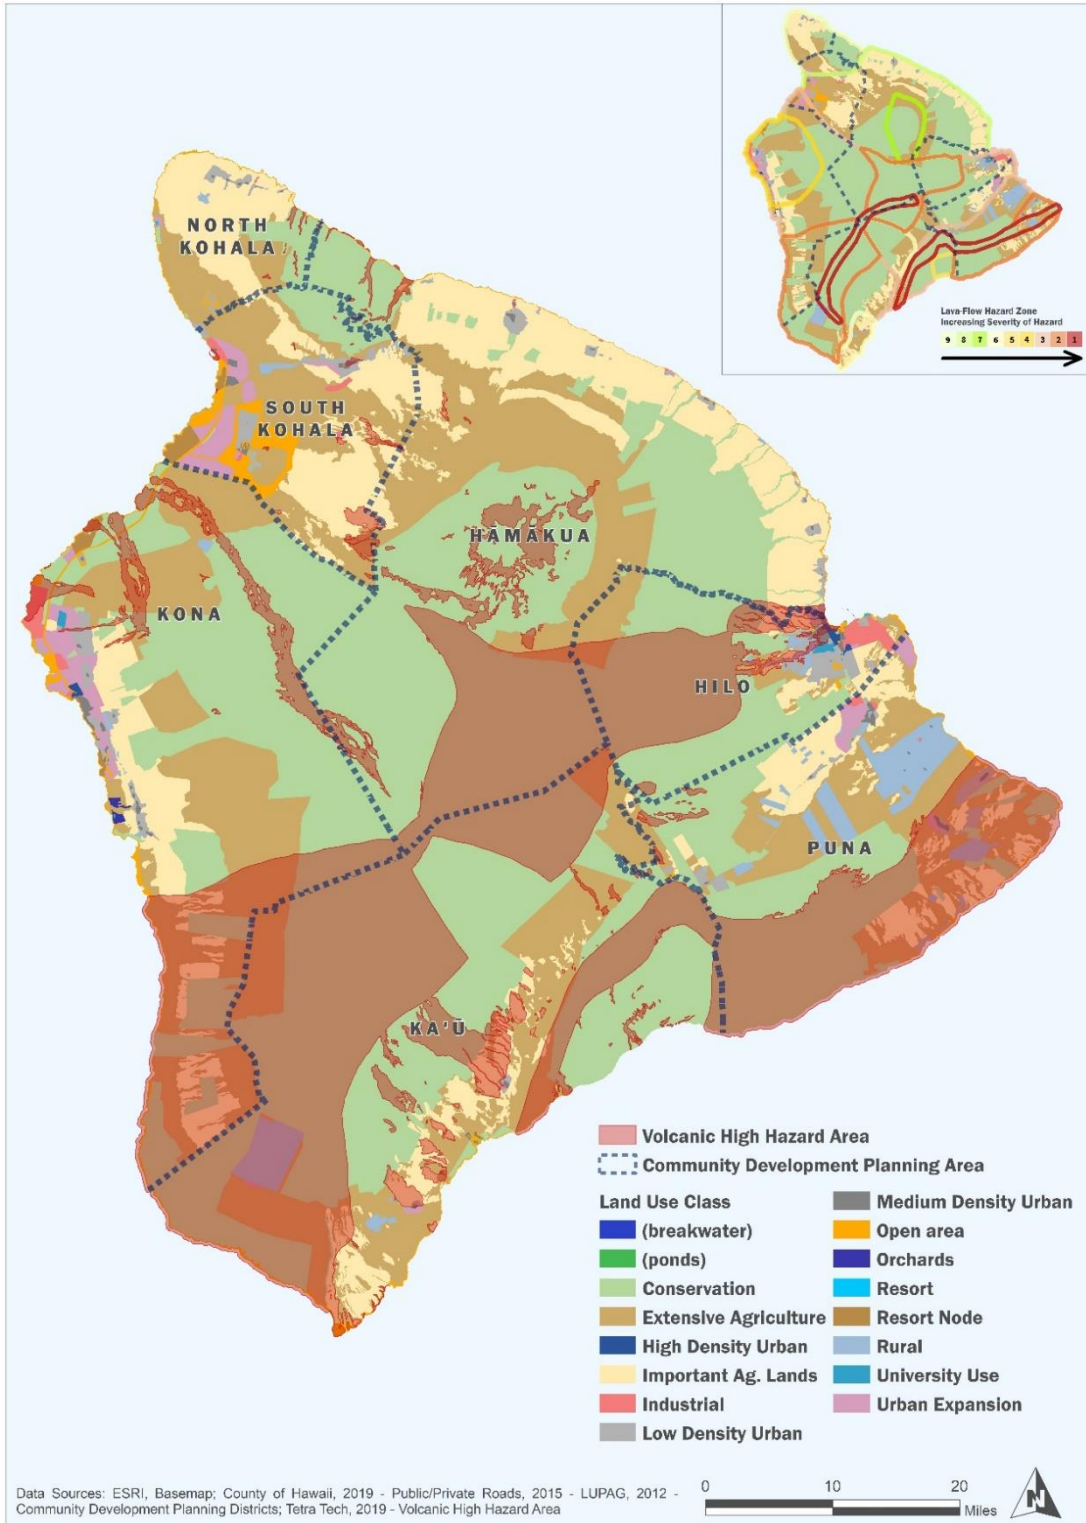 Lava-Flow Hazard Zone
Increasing Severity of Hazard
9 8 7 6 5 4 3 2 1
NORTH
KOHALA
SOUTH
KOHALA
HĀMĀKUA
KONA
HILO
PUNA
KAʻŪ
Volcanic High Hazard Area
Community Development Planning Area
Land Use Class
(breakwater)
(ponds)
Conservation
Extensive Agriculture
High Density Urban
Important Ag. Lands
Industrial
Low Density Urban
Medium Density Urban
Open area
Orchards
Resort
Resort Node
Rural
University Use
Urban Expansion
Data Sources: ESRI, Basemap; County of Hawaii, 2019 - Public/Private Roads, 2015 - LUPAG, 2012 -
Community Development Planning Districts; Tetra Tech, 2019 - Volcanic High Hazard Area
0 10 20
Miles
N